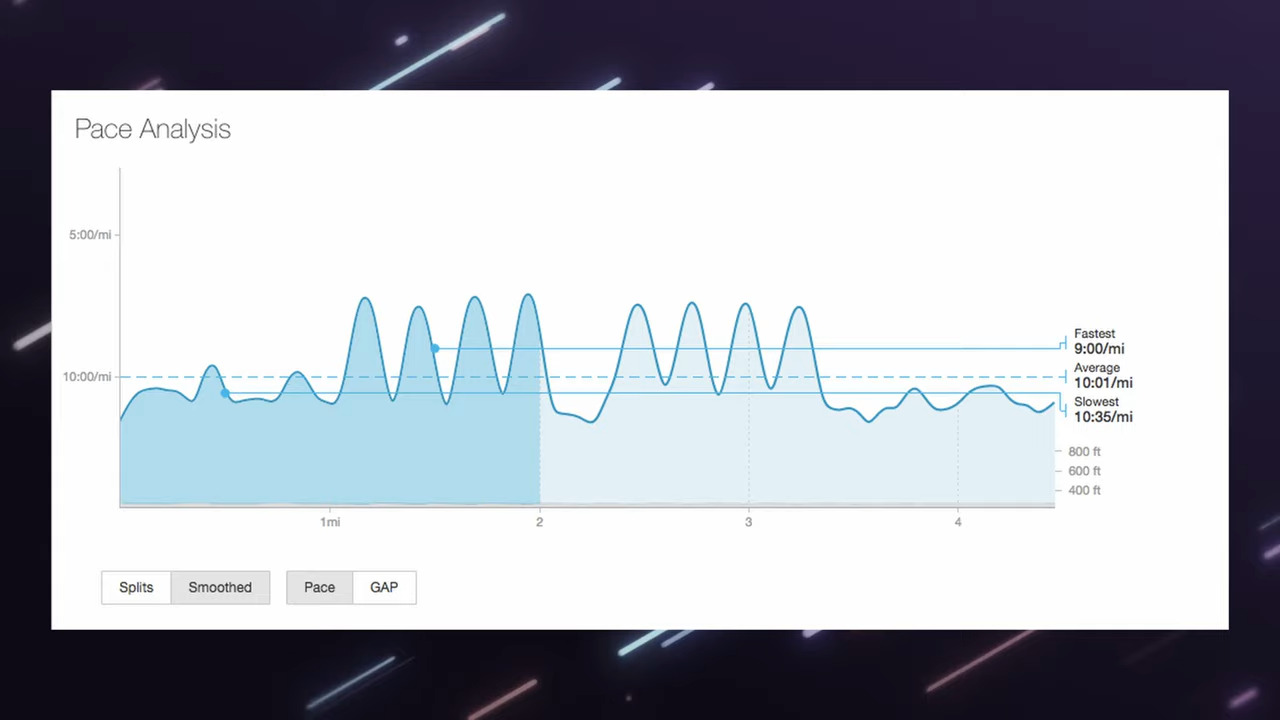 Pace Analysis
5:00/mi
10:00/mi
Fastest
9:00/mi
Average
10:01/mi
Slowest
10:35/mi
800 ft
600 ft
400 ft
1mi 2 3 4
Splits Smoothed Pace GAP